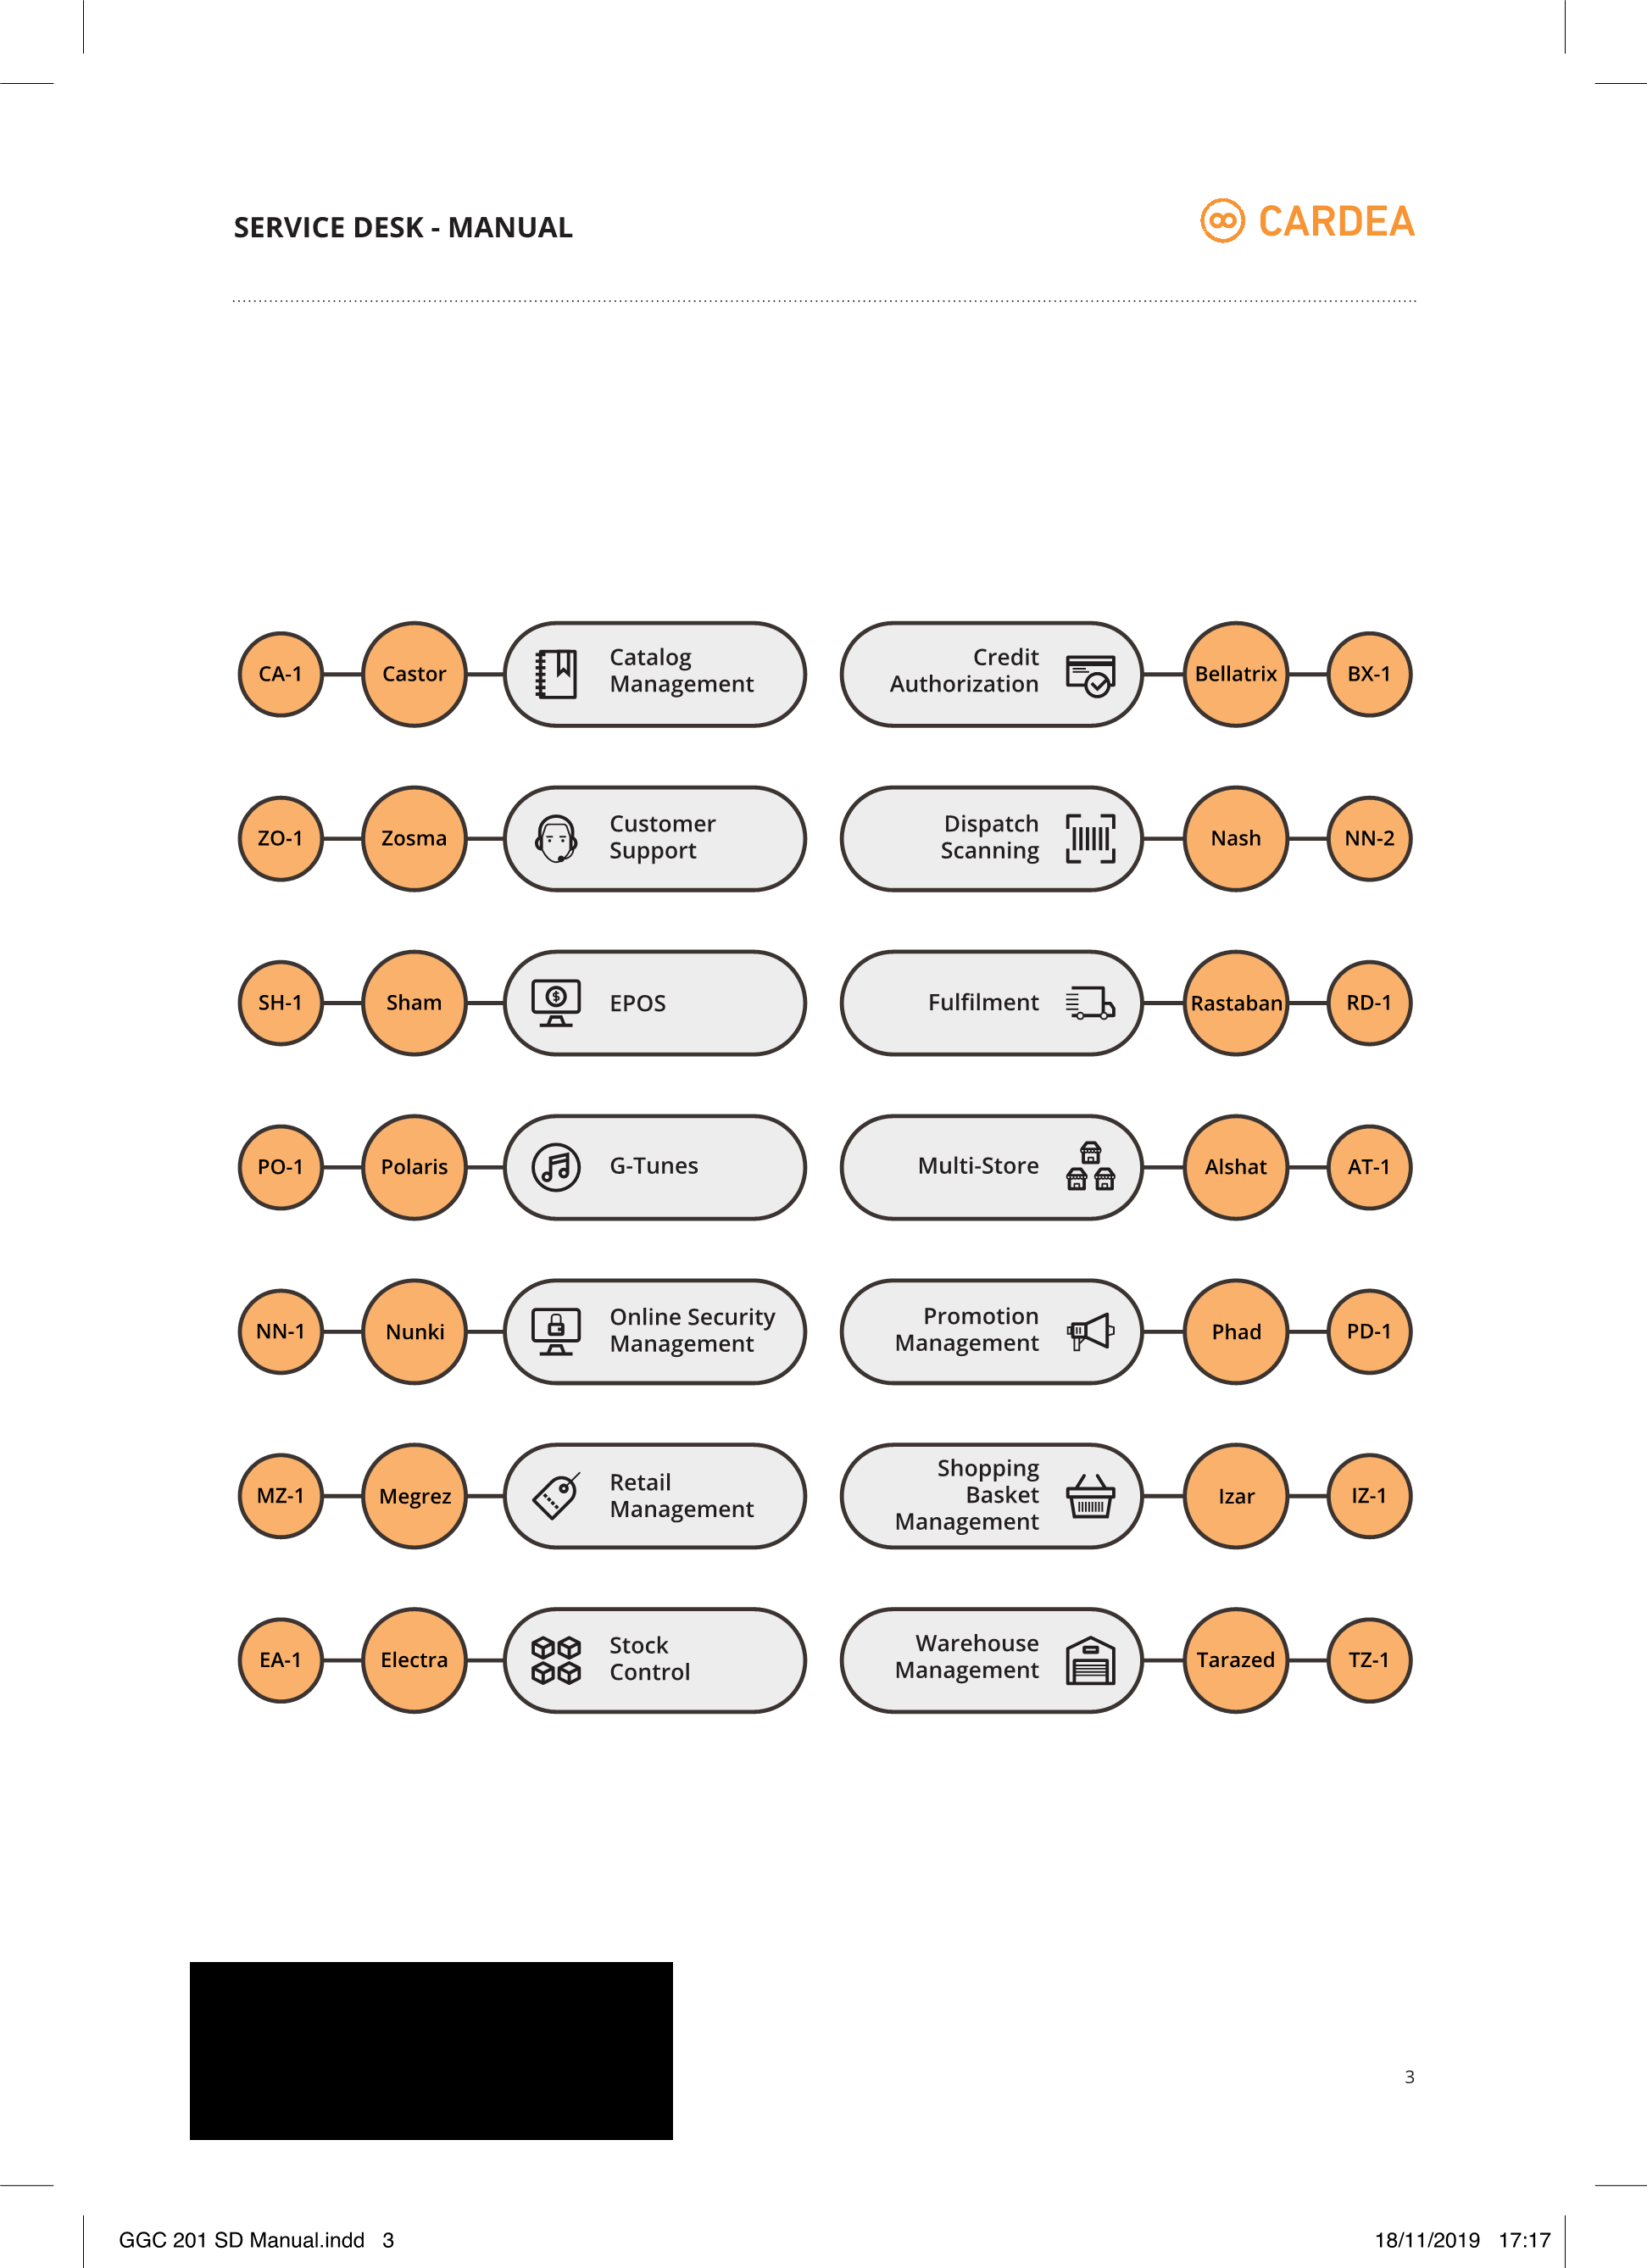 SERVICE DESK - MANUAL
CARDEA
CA-1
Castor
Catalog
Management
Credit
Authorization
Bellatrix
BX-1
ZO-1
Zosma
Customer
Support
Dispatch
Scanning
Nash
NN-2
SH-1
Sham
$
EPOS
Fulfilment
Rastaban
RD-1
PO-1
Polaris
G-Tunes
Multi-Store
Alshat
AT-1
NN-1
Nunki
Online Security
Management
Promotion
Management
Phad
PD-1
MZ-1
Megrez
Retail
Management
Shopping
Basket
Management
Izar
IZ-1
EA-1
Electra
Stock
Control
Warehouse
Management
Tarazed
TZ-1
3
GGC 201 SD Manual.indd 3
18/11/2019 17:17